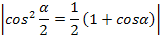 |cos² α/2 = 1/2 (1 + cosα)|